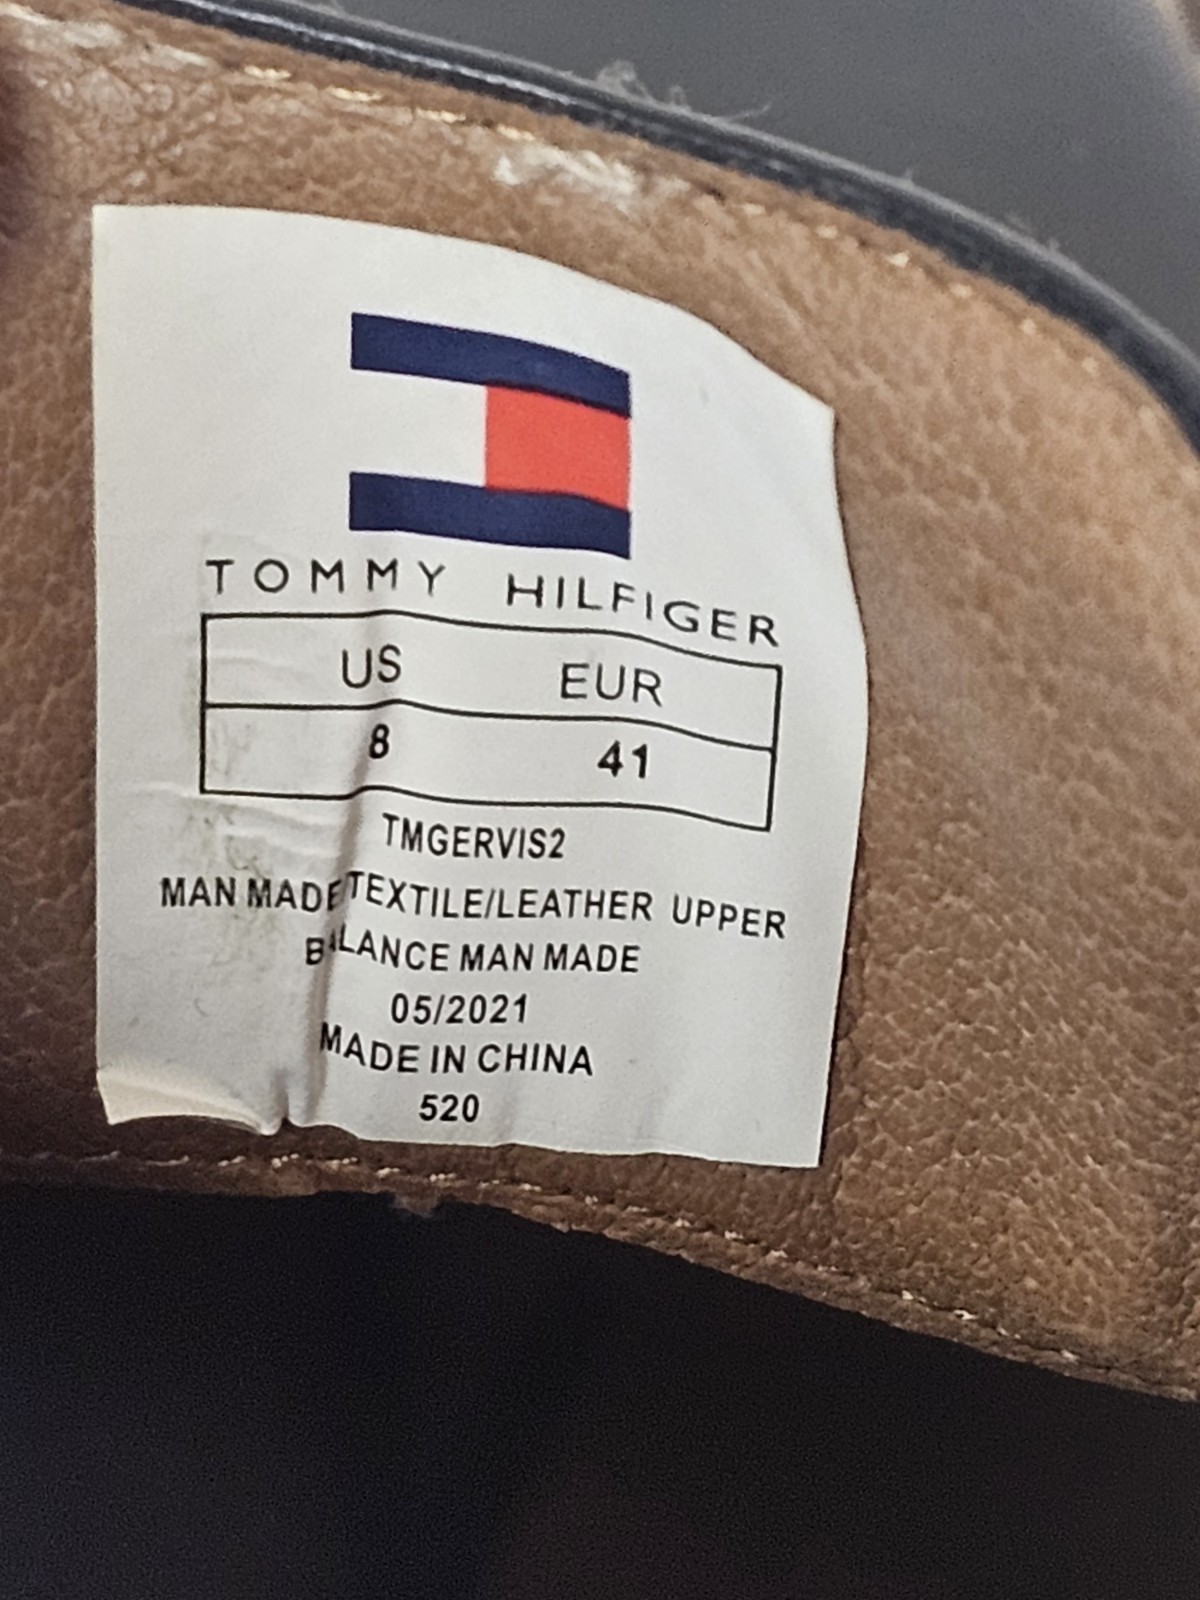 TOMMY HILFIGER
US EUR
8 41
TMGERVIS2
MAN MADE TEXTILE/LEATHER UPPER
BALANCE MAN MADE
05/2021
MADE IN CHINA
520